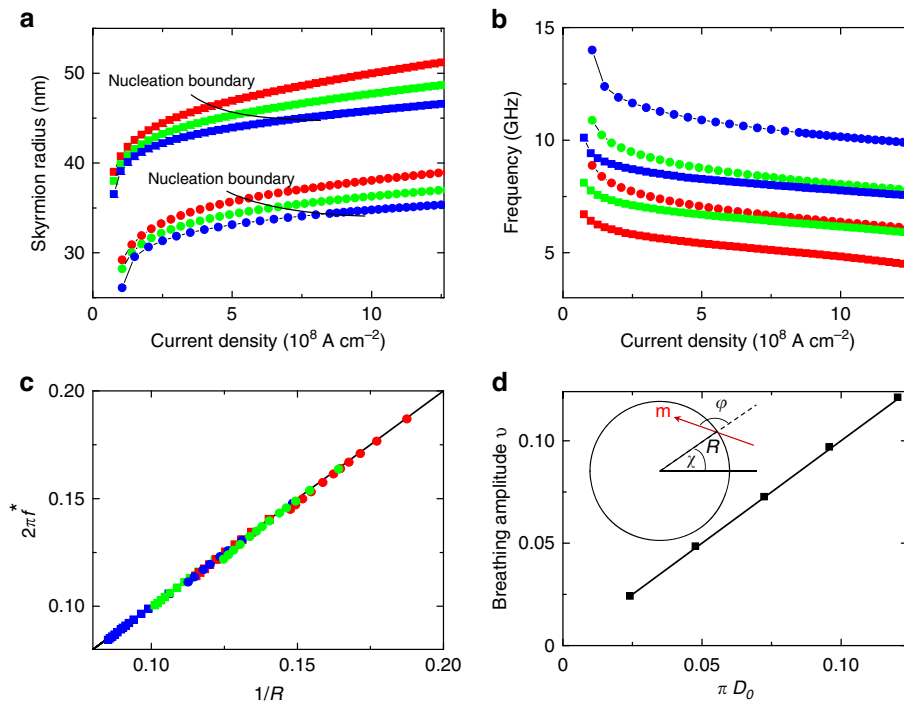 a
50
40
30
Skyrmion radius (nm)
Nucleation boundary
Nucleation boundary
0
5
10
Current density (10⁸ A cm⁻²)
b
15
10
5
Frequency (GHz)
0
5
10
Current density (10⁸ A cm⁻²)
c
0.20
0.15
0.10
2πf*
0.10
0.15
0.20
1/R
d
0.10
0.05
0
Breathing amplitude υ
m
φ
R
χ
0
0.05
0.10
π D₀